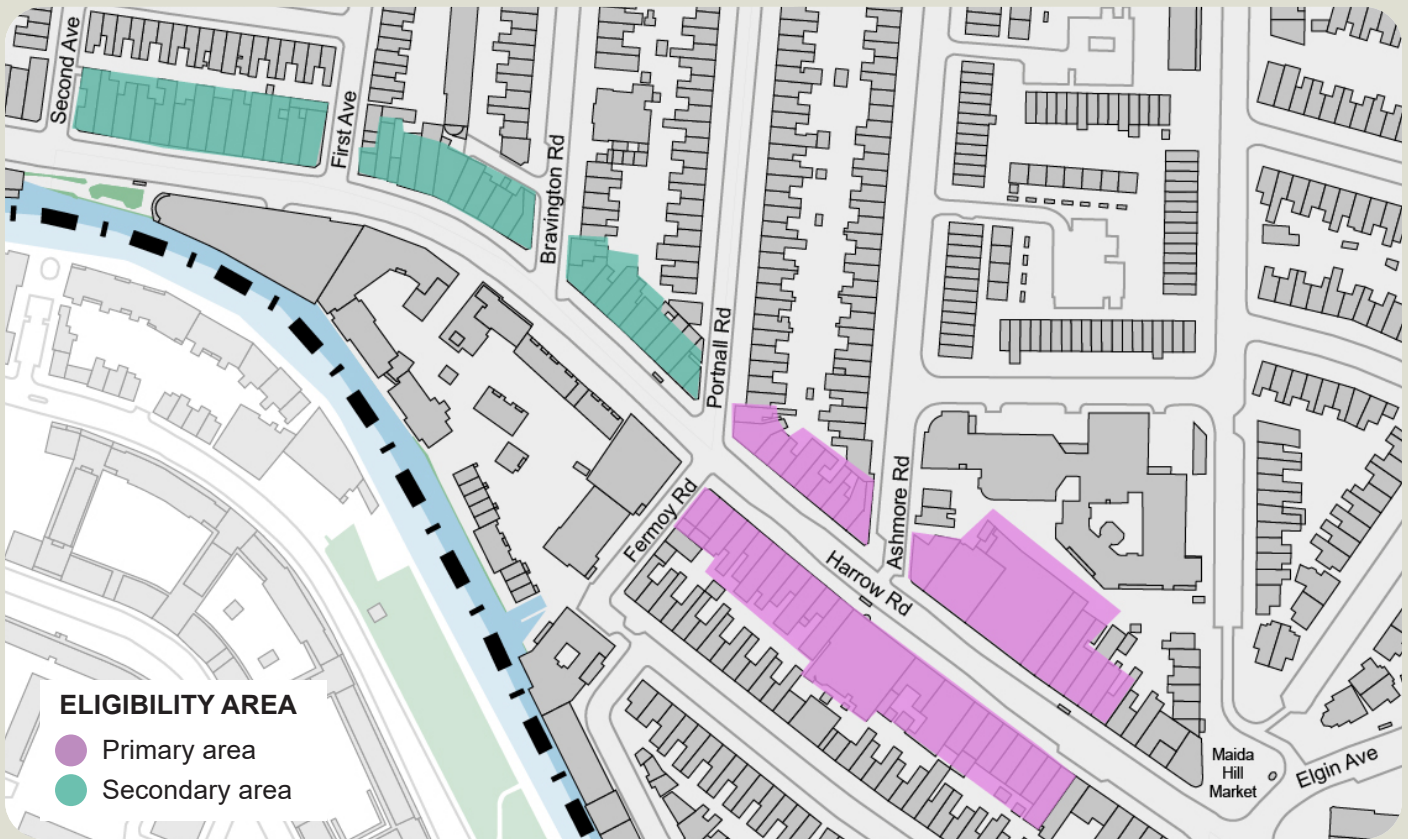 Second Ave
First Ave
Bravington Rd
Portnall Rd
Ashmore Rd
Fermoy Rd
Harrow Rd
Maida
Hill
Market
Elgin Ave
ELIGIBILITY AREA
Primary area
Secondary area